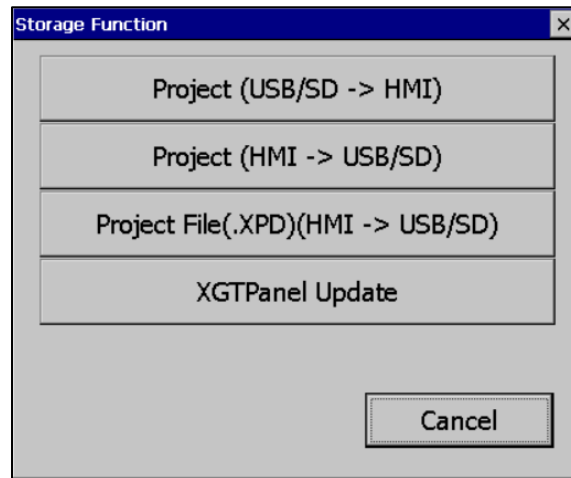 Storage Function
Project (USB/SD -> HMI)
Project (HMI -> USB/SD)
Project File(.XPD)(HMI -> USB/SD)
XGTPanel Update
Cancel